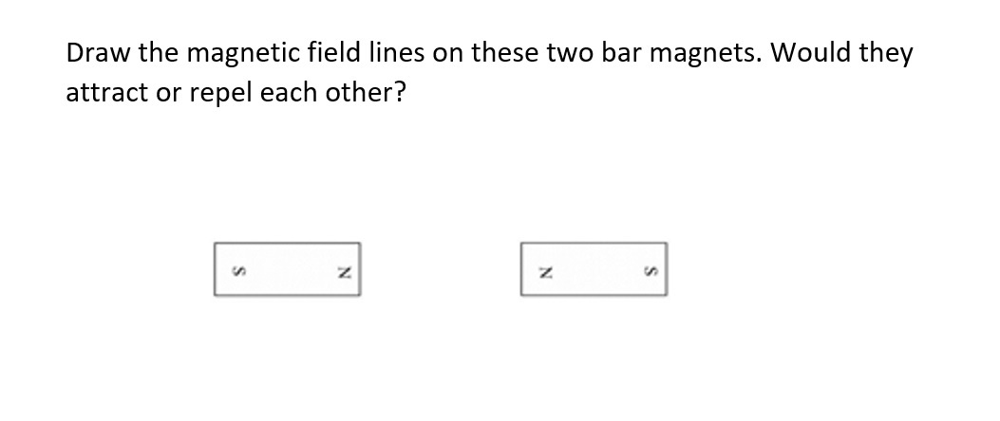 Draw the magnetic field lines on these two bar magnets. Would they
attract or repel each other?
S N N S